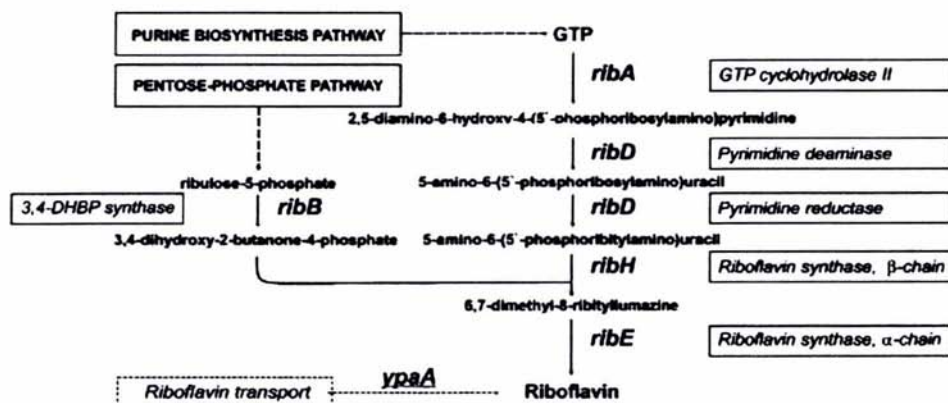 PURINE BIOSYNTHESIS PATHWAY
GTP
ribA
GTP cyclohydrolase II
PENTOSE-PHOSPHATE PATHWAY
2,5-diamino-6-hydroxy-4-(5`-phosphoribosylamino)pyrimidine
ribD
Pyrimidine deaminase
ribulose-5-phosphate
5-amino-6-(5`-phosphoribosylamino)uracil
3,4-DHBP synthase
ribB
ribD
Pyrimidine reductase
3,4-dihydroxy-2-butanone-4-phosphate
5-amino-6-(5`-phosphoribitylamino)uracil
ribH
Riboflavin synthase, β-chain
6,7-dimethyl-8-ribityllumazine
ribE
Riboflavin synthase, α-chain
Riboflavin transport
ypaA
Riboflavin